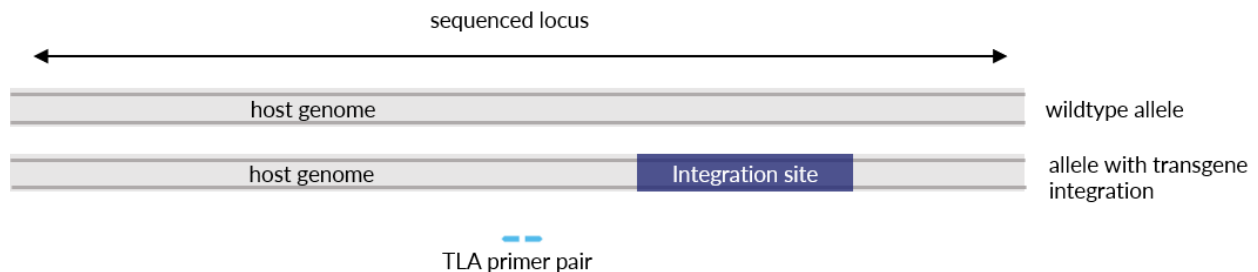 sequenced locus
host genome
wildtype allele
host genome
Integration site
allele with transgene
integration
TLA primer pair